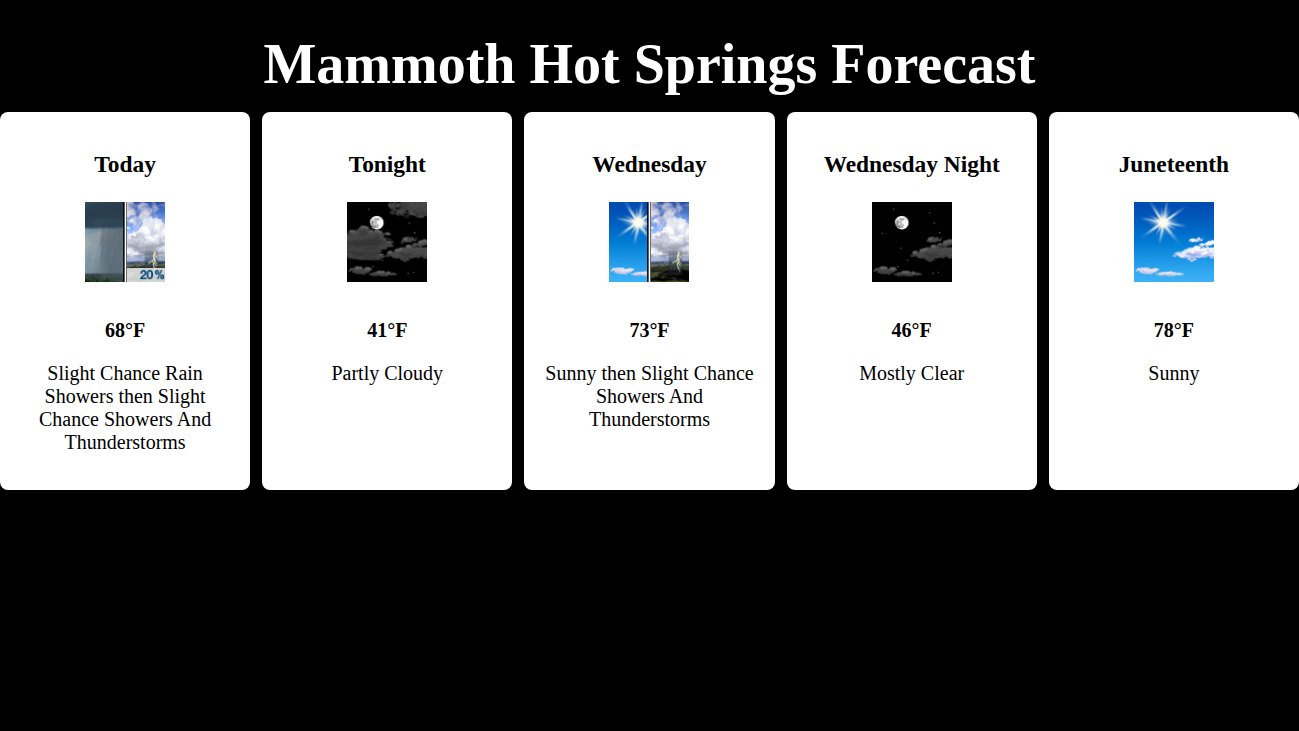 Mammoth Hot Springs Forecast
Today
20%
68°F
Slight Chance Rain
Showers then Slight
Chance Showers And
Thunderstorms
Tonight
41°F
Partly Cloudy
Wednesday
73°F
Sunny then Slight Chance
Showers And
Thunderstorms
Wednesday Night
46°F
Mostly Clear
Juneteenth
78°F
Sunny